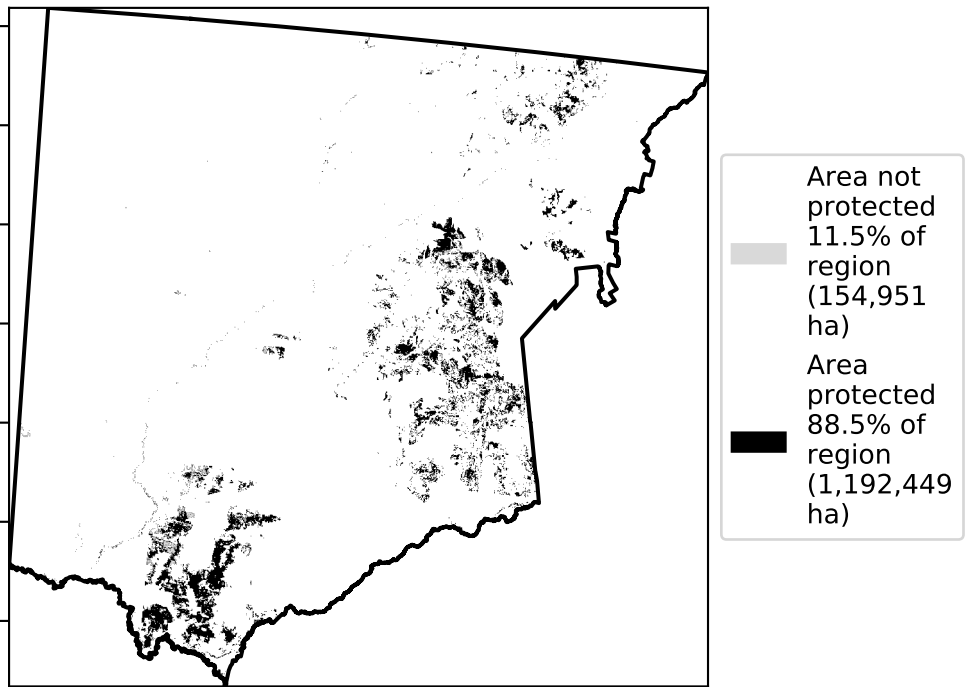 Area not
protected
11.5% of
region
(154,951
ha)
Area
protected
88.5% of
region
(1,192,449
ha)